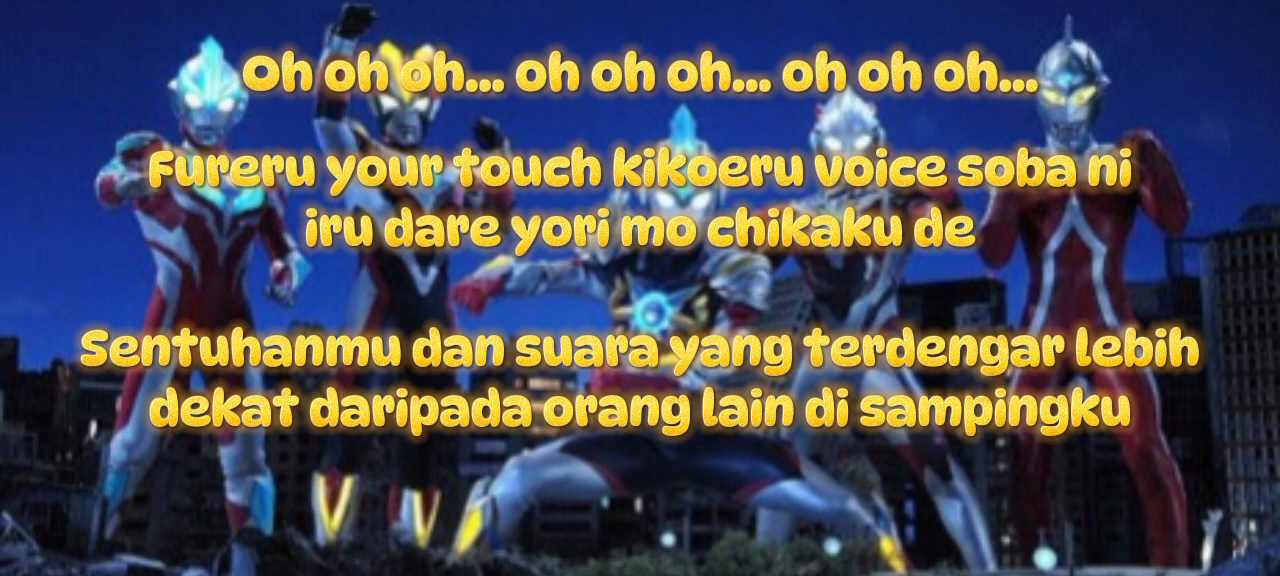 Oh oh oh... oh oh oh... oh oh oh...
Fureru your touch kikoeru voice soba ni
iru dare yori mo chikaku de
Sentuhanmu dan suara yang terdengar lebih
dekat daripada orang lain di sampingku